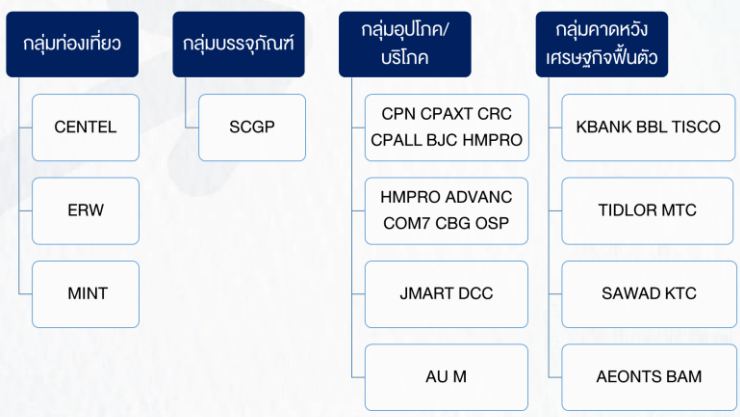 กลุ่มท่องเที่ยว
CENTEL
ERW
MINT
กลุ่มบรรจุภัณฑ์
SCGP
กลุ่มอุปโภค/
บริโภค
CPN CPAXT CRC
CPALL BJC HMPRO
HMPRO ADVANC
COM7 CBG OSP
JMART DCC
AU M
กลุ่มคาดหวัง
เศรษฐกิจฟื้นตัว
KBANK BBL TISCO
TIDLOR MTC
SAWAD KTC
AEONTS BAM